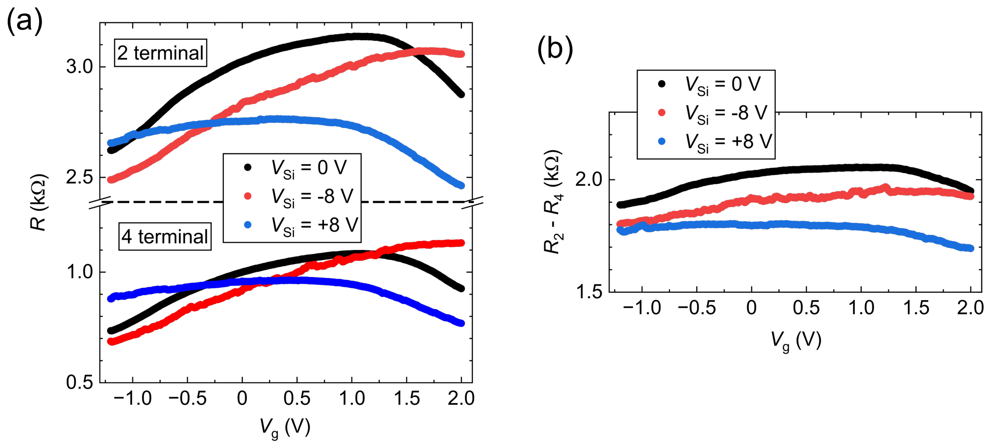 (a)
2 terminal
3.0
2.5
V_Si = 0 V
V_Si = -8 V
V_Si = +8 V
R (kΩ)
4 terminal
1.0
0.5
−1.0 −0.5 0 0.5 1.0 1.5 2.0
V_g (V)
(b)
V_Si = 0 V
V_Si = -8 V
V_Si = +8 V
2.0
R_2 - R_4 (kΩ)
1.5
−1.0 −0.5 0 0.5 1.0 1.5 2.0
V_g (V)